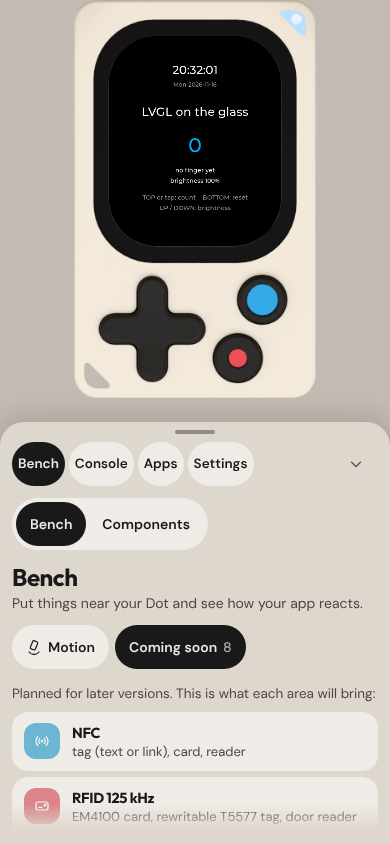 20:32:01
Mon 2026-11-16
LVGL on the glass
0
no finger yet
brightness 100%
TOP or tap: count BOTTOM: reset
UP / DOWN: brightness
Bench Console Apps Settings
Bench Components
Bench
Put things near your Dot and see how your app reacts.
Motion Coming soon 8
Planned for later versions. This is what each area will bring:
NFC
tag (text or link), card, reader
RFID 125 kHz
EM4100 card, rewritable T5577 tag, door reader